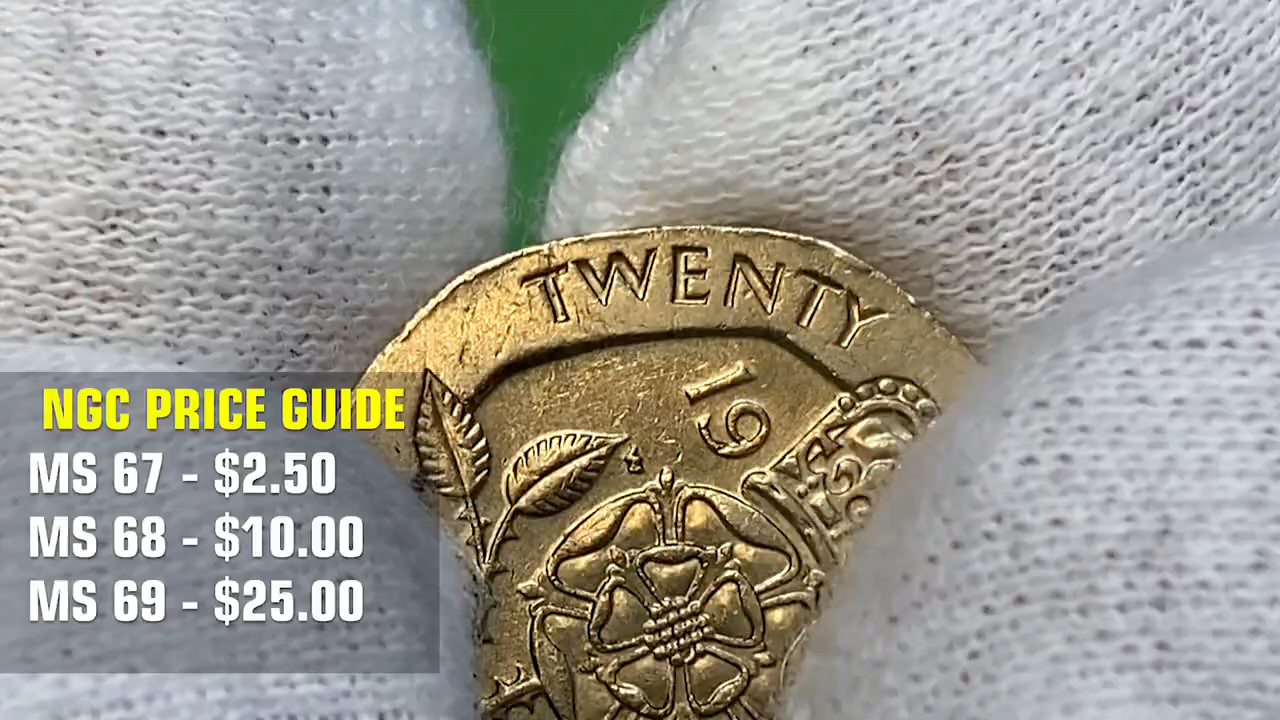 TWENTY
19
NGC PRICE GUIDE
MS 67 - $2.50
MS 68 - $10.00
MS 69 - $25.00